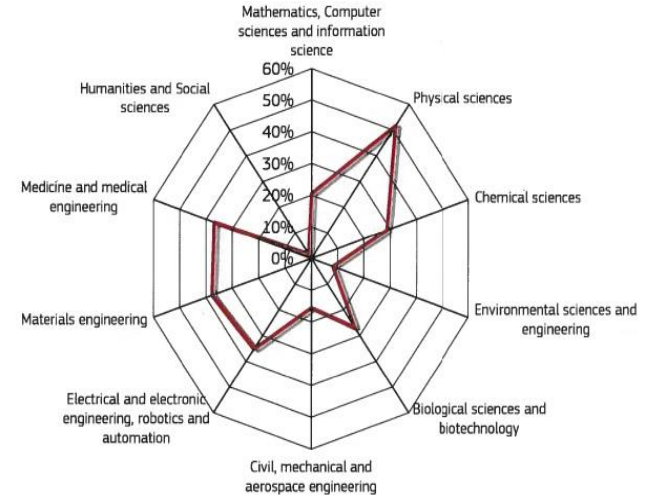 Mathematics, Computer
sciences and information
science
60%
50%
40%
30%
20%
10%
0%
Physical sciences
Chemical sciences
Environmental sciences and
engineering
Biological sciences and
biotechnology
Civil, mechanical and
aerospace engineering
Electrical and electronic
engineering, robotics and
automation
Materials engineering
Medicine and medical
engineering
Humanities and Social
sciences